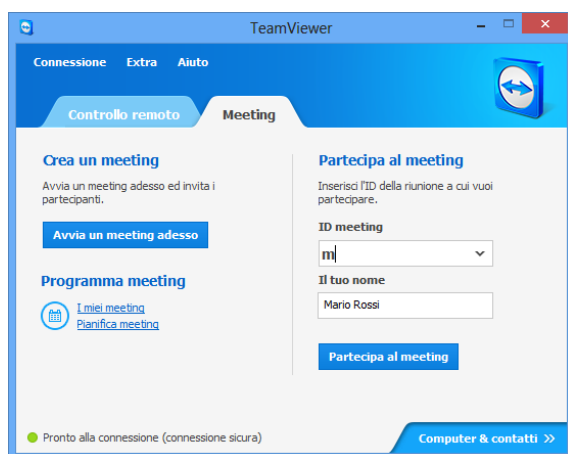 TeamViewer
Connessione Extra Aiuto
Controllo remoto Meeting
Crea un meeting
Avvia un meeting adesso ed invita i
partecipanti.
Avvia un meeting adesso
Programma meeting
I miei meeting
Pianifica meeting
Partecipa al meeting
Inserisci l'ID della riunione a cui vuoi
partecipare.
ID meeting
m
Il tuo nome
Mario Rossi
Partecipa al meeting
Pronto alla connessione (connessione sicura)
Computer & contatti >>